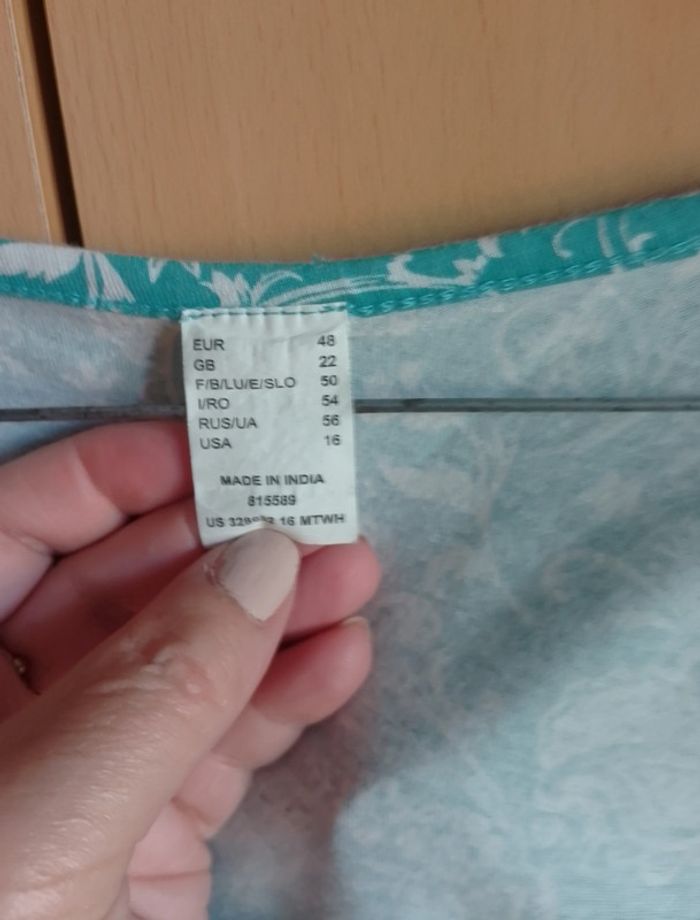 EUR 48
GB 22
F/B/LU/E/SLO 50
I/RO 54
RUS/UA 56
USA 16
MADE IN INDIA
815589
US 16 MTWH